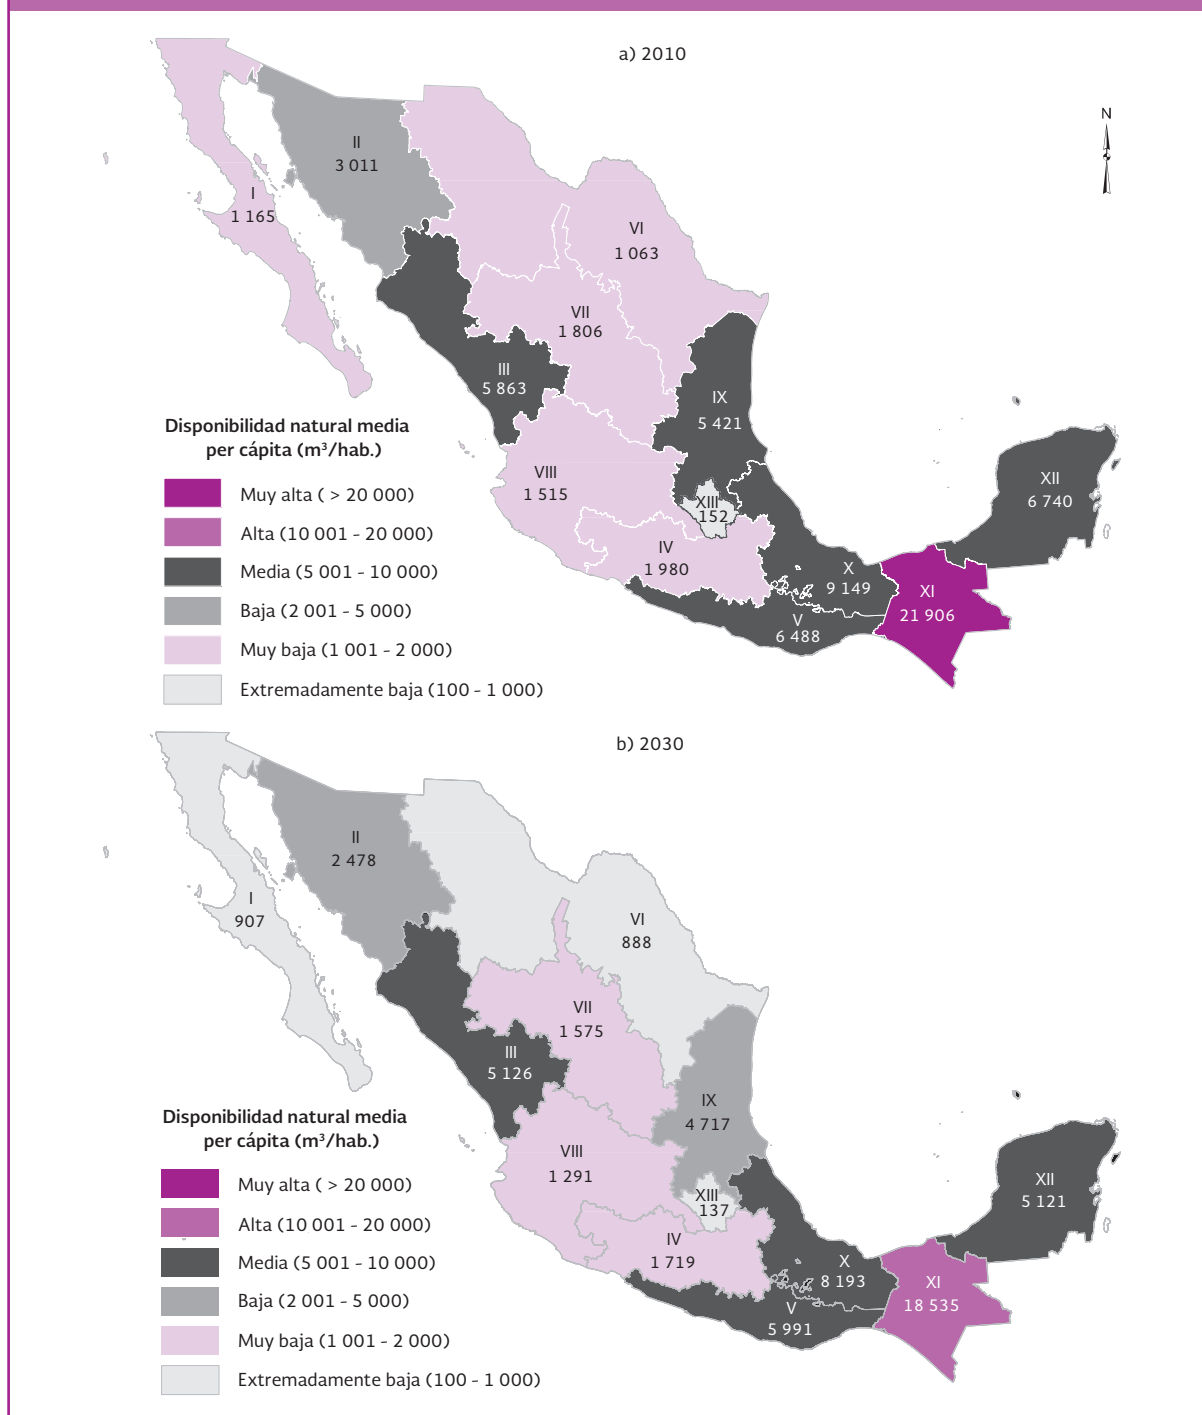 a) 2010
N
II
3 011
I
1 165
VI
1 063
VII
1 806
III
5 863
IX
5 421
Disponibilidad natural media
per cápita (m³/hab.)
XII
6 740
VIII
1 515
Muy alta ( > 20 000)
XIII
152
Alta (10 001 - 20 000)
IV
1 980
Media (5 001 - 10 000)
X
9 149
XI
21 906
Baja (2 001 - 5 000)
V
6 488
Muy baja (1 001 - 2 000)
Extremadamente baja (100 - 1 000)
b) 2030
II
2 478
I
907
VI
888
VII
1 575
III
5 126
IX
4 717
Disponibilidad natural media
per cápita (m³/hab.)
VIII
1 291
XII
5 121
Muy alta ( > 20 000)
XIII
137
Alta (10 001 - 20 000)
IV
1 719
Media (5 001 - 10 000)
X
8 193
XI
18 535
Baja (2 001 - 5 000)
V
5 991
Muy baja (1 001 - 2 000)
Extremadamente baja (100 - 1 000)